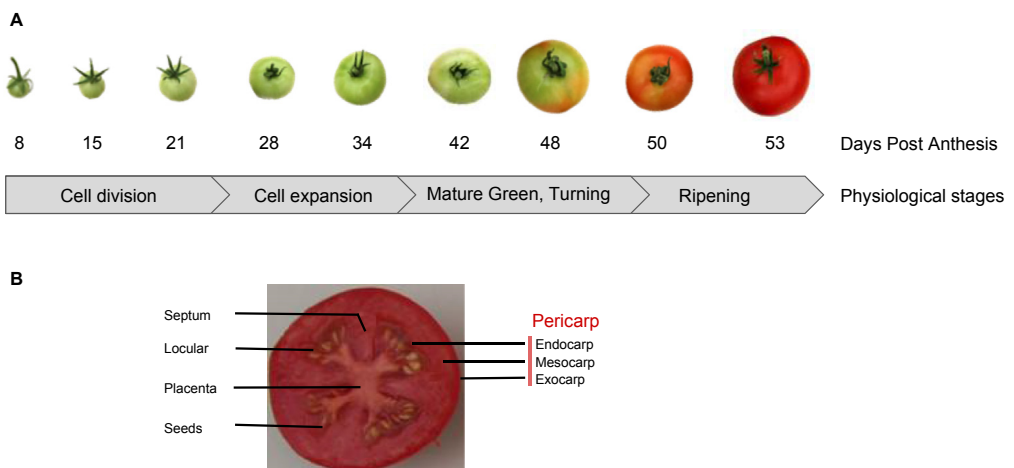 A
8 15 21 28 34 42 48 50 53 Days Post Anthesis
Cell division Cell expansion Mature Green, Turning Ripening Physiological stages
B
Septum
Locular
Placenta
Seeds
Pericarp
Endocarp
Mesocarp
Exocarp